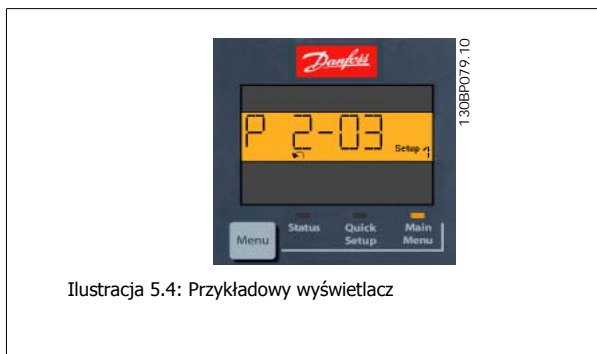 Danfoss
130BP079.10
P 2-03
Setup 1
Menu
Status
Quick Setup
Main Menu
Ilustracja 5.4: Przykładowy wyświetlacz